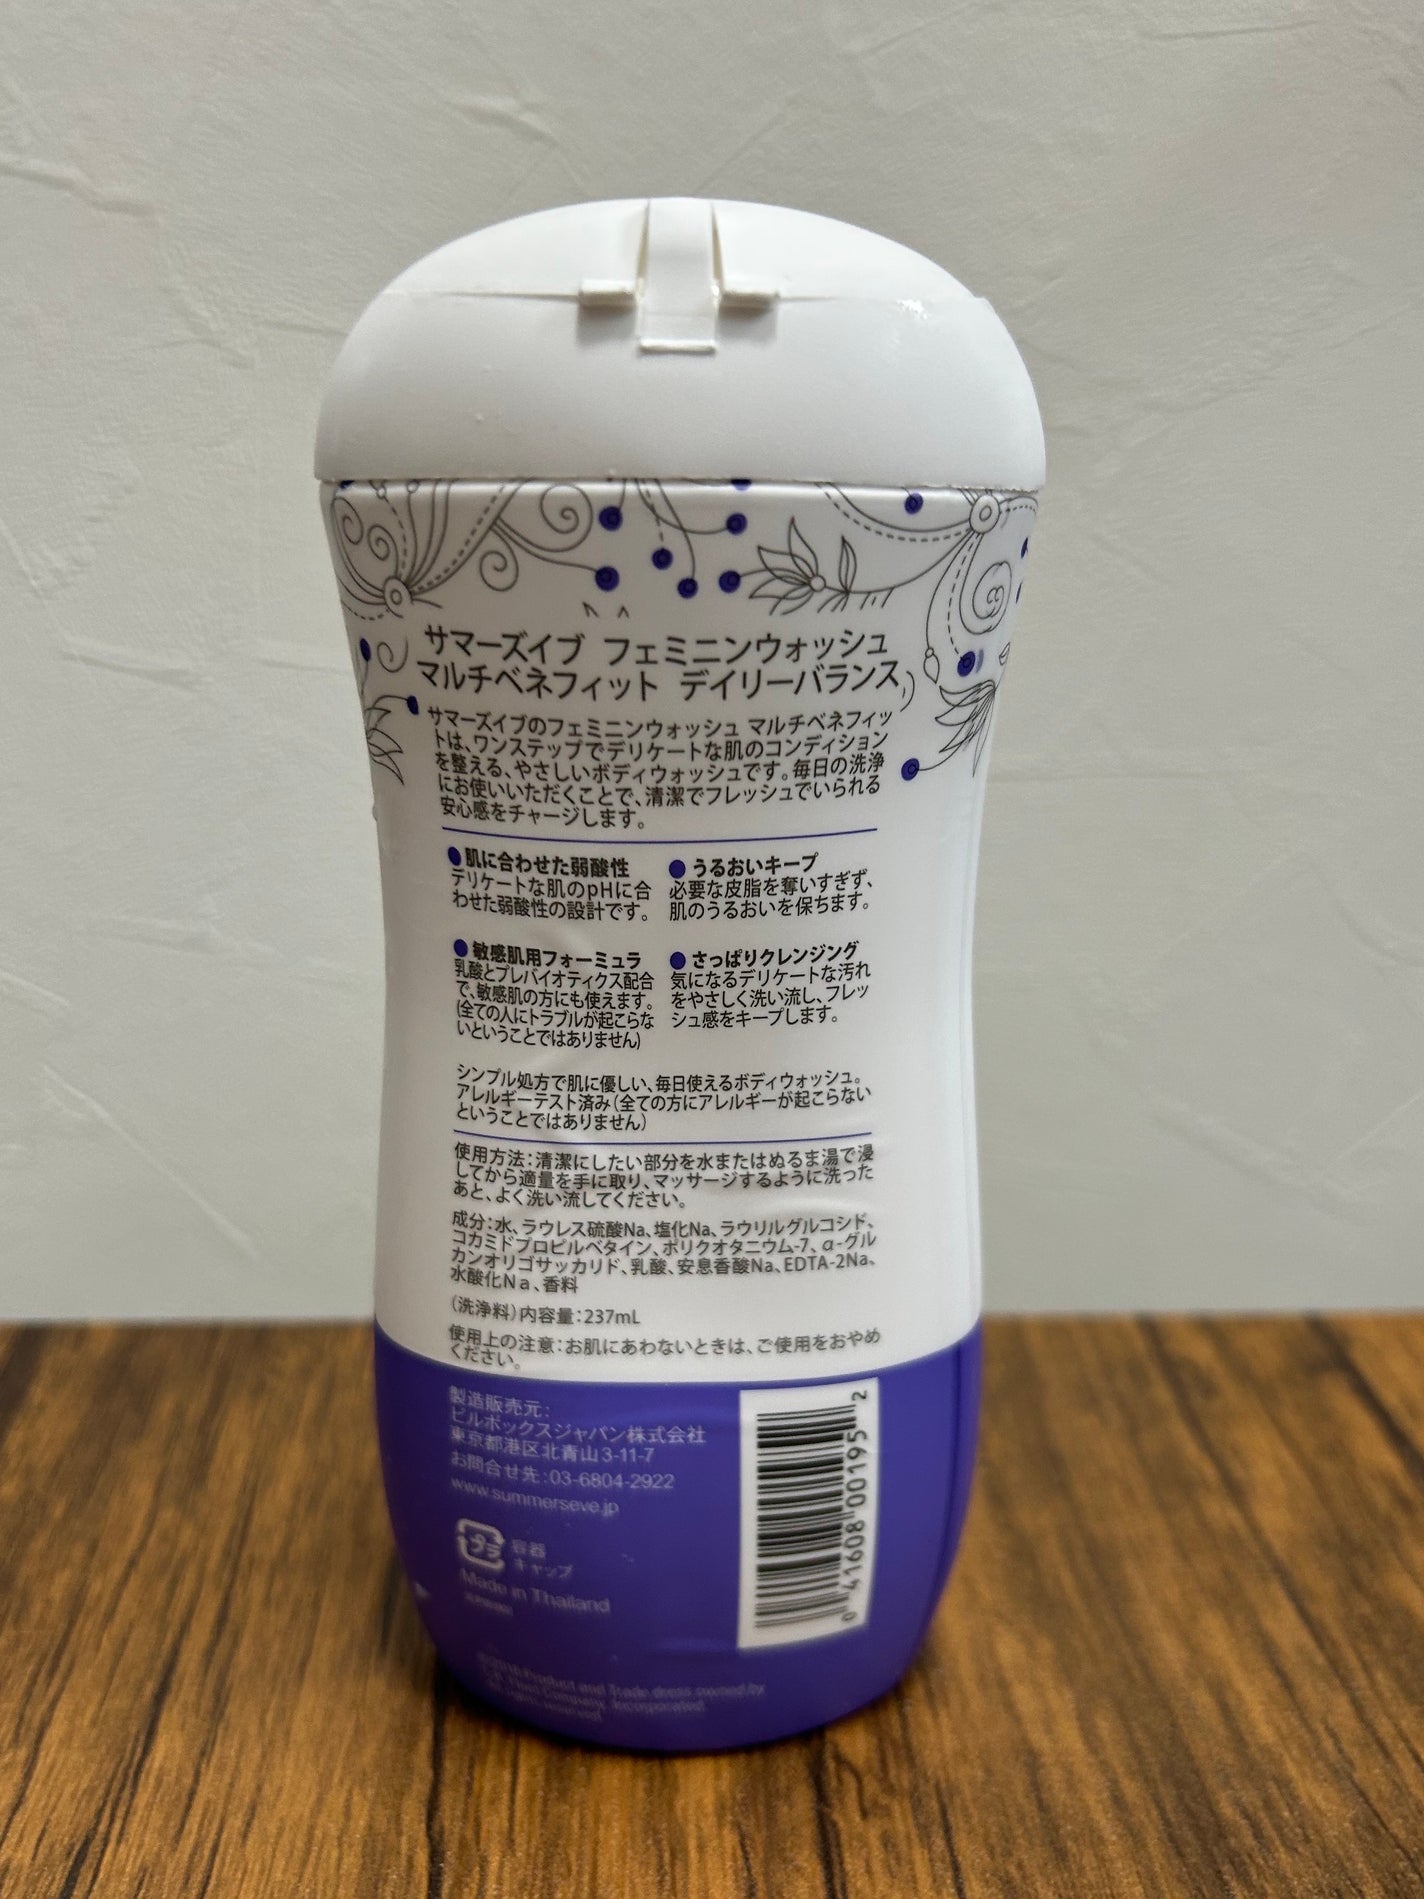 サマーズイブ フェミニンウォッシュ
マルチベネフィット デイリーバランス
サマーズイブのフェミニンウォッシュ マルチベネフィッ
トは、ワンステップでデリケートな肌のコンディション
を整える、やさしいボディウォッシュです。毎日の洗浄
にお使いいただくことで、清潔でフレッシュでいられる
安心感をチャージします。
●肌に合わせた弱酸性
デリケートな肌のpHに合
わせた弱酸性の設計です。
●うるおいキープ
必要な皮脂を奪いすぎず、
肌のうるおいを保ちます。
●敏感肌用フォーミュラ
乳酸とプレバイオティクス配合
で、敏感肌の方にも使えます。
(全ての人にトラブルが起こらな
いということではありません)
●さっぱりクレンジング
気になるデリケートな汚れ
をやさしく洗い流し、フレッ
シュ感をキープします。
シンプル処方で肌に優しい、毎日使えるボディウォッシュ。
アレルギーテスト済み(全ての方にアレルギーが起こらない
ということではありません)
使用方法：清潔にしたい部分を水またはぬるま湯で浸
してから適量を手に取り、マッサージするように洗った
あと、よく洗い流してください。
成分：水、ラウレス硫酸Na、塩化Na、ラウリルグルコシド、
コカミドプロピルベタイン、ポリクオタニウム-7、α-グル
カンオリゴサッカリド、乳酸、安息香酸Na、EDTA-2Na、
水酸化Na、香料
(洗浄料)内容量：237mL
使用上の注意：お肌にあわないときは、ご使用をおやめ
ください。
製造販売元：
ビルボックスジャパン株式会社
東京都港区北青山3-11-7
お問合せ先：03-6804-2922
www.summerseve.jp
プラ 容器
キャップ
Made in Thailand
0 41608 00195 2
Product and Trade dress owned by
Company, Incorporated
reserved